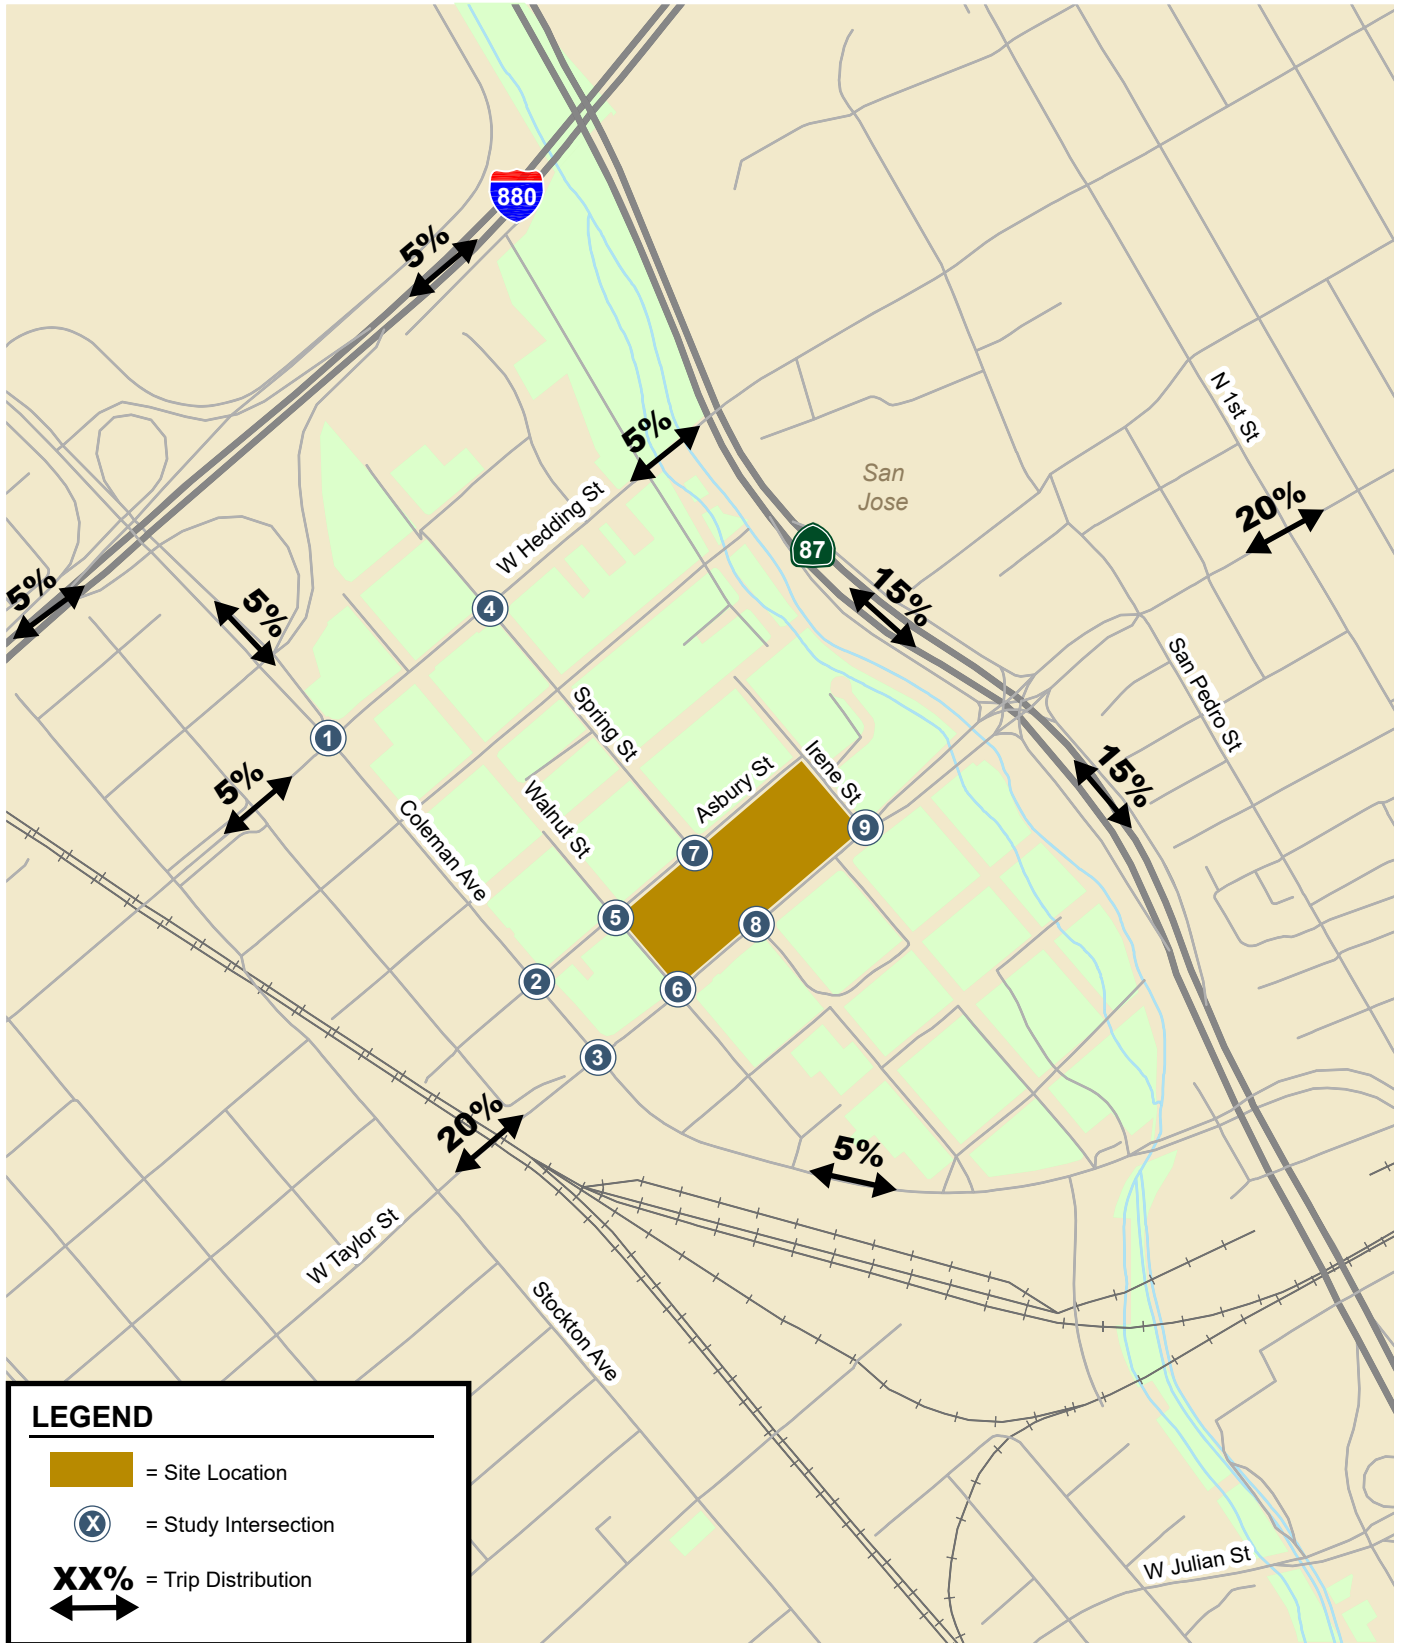 880
5%
5%
N 1st St
San
Jose
20%
W Hedding St
87
5%
5%
15%
4
San Pedro St
Spring St
1
Irene St
15%
Asbury St
5%
Walnut St
Coleman Ave
9
7
5
8
2
6
3
20%
5%
W Taylor St
Stockton Ave
W Julian St
LEGEND
= Site Location
X
= Study Intersection
XX%
= Trip Distribution